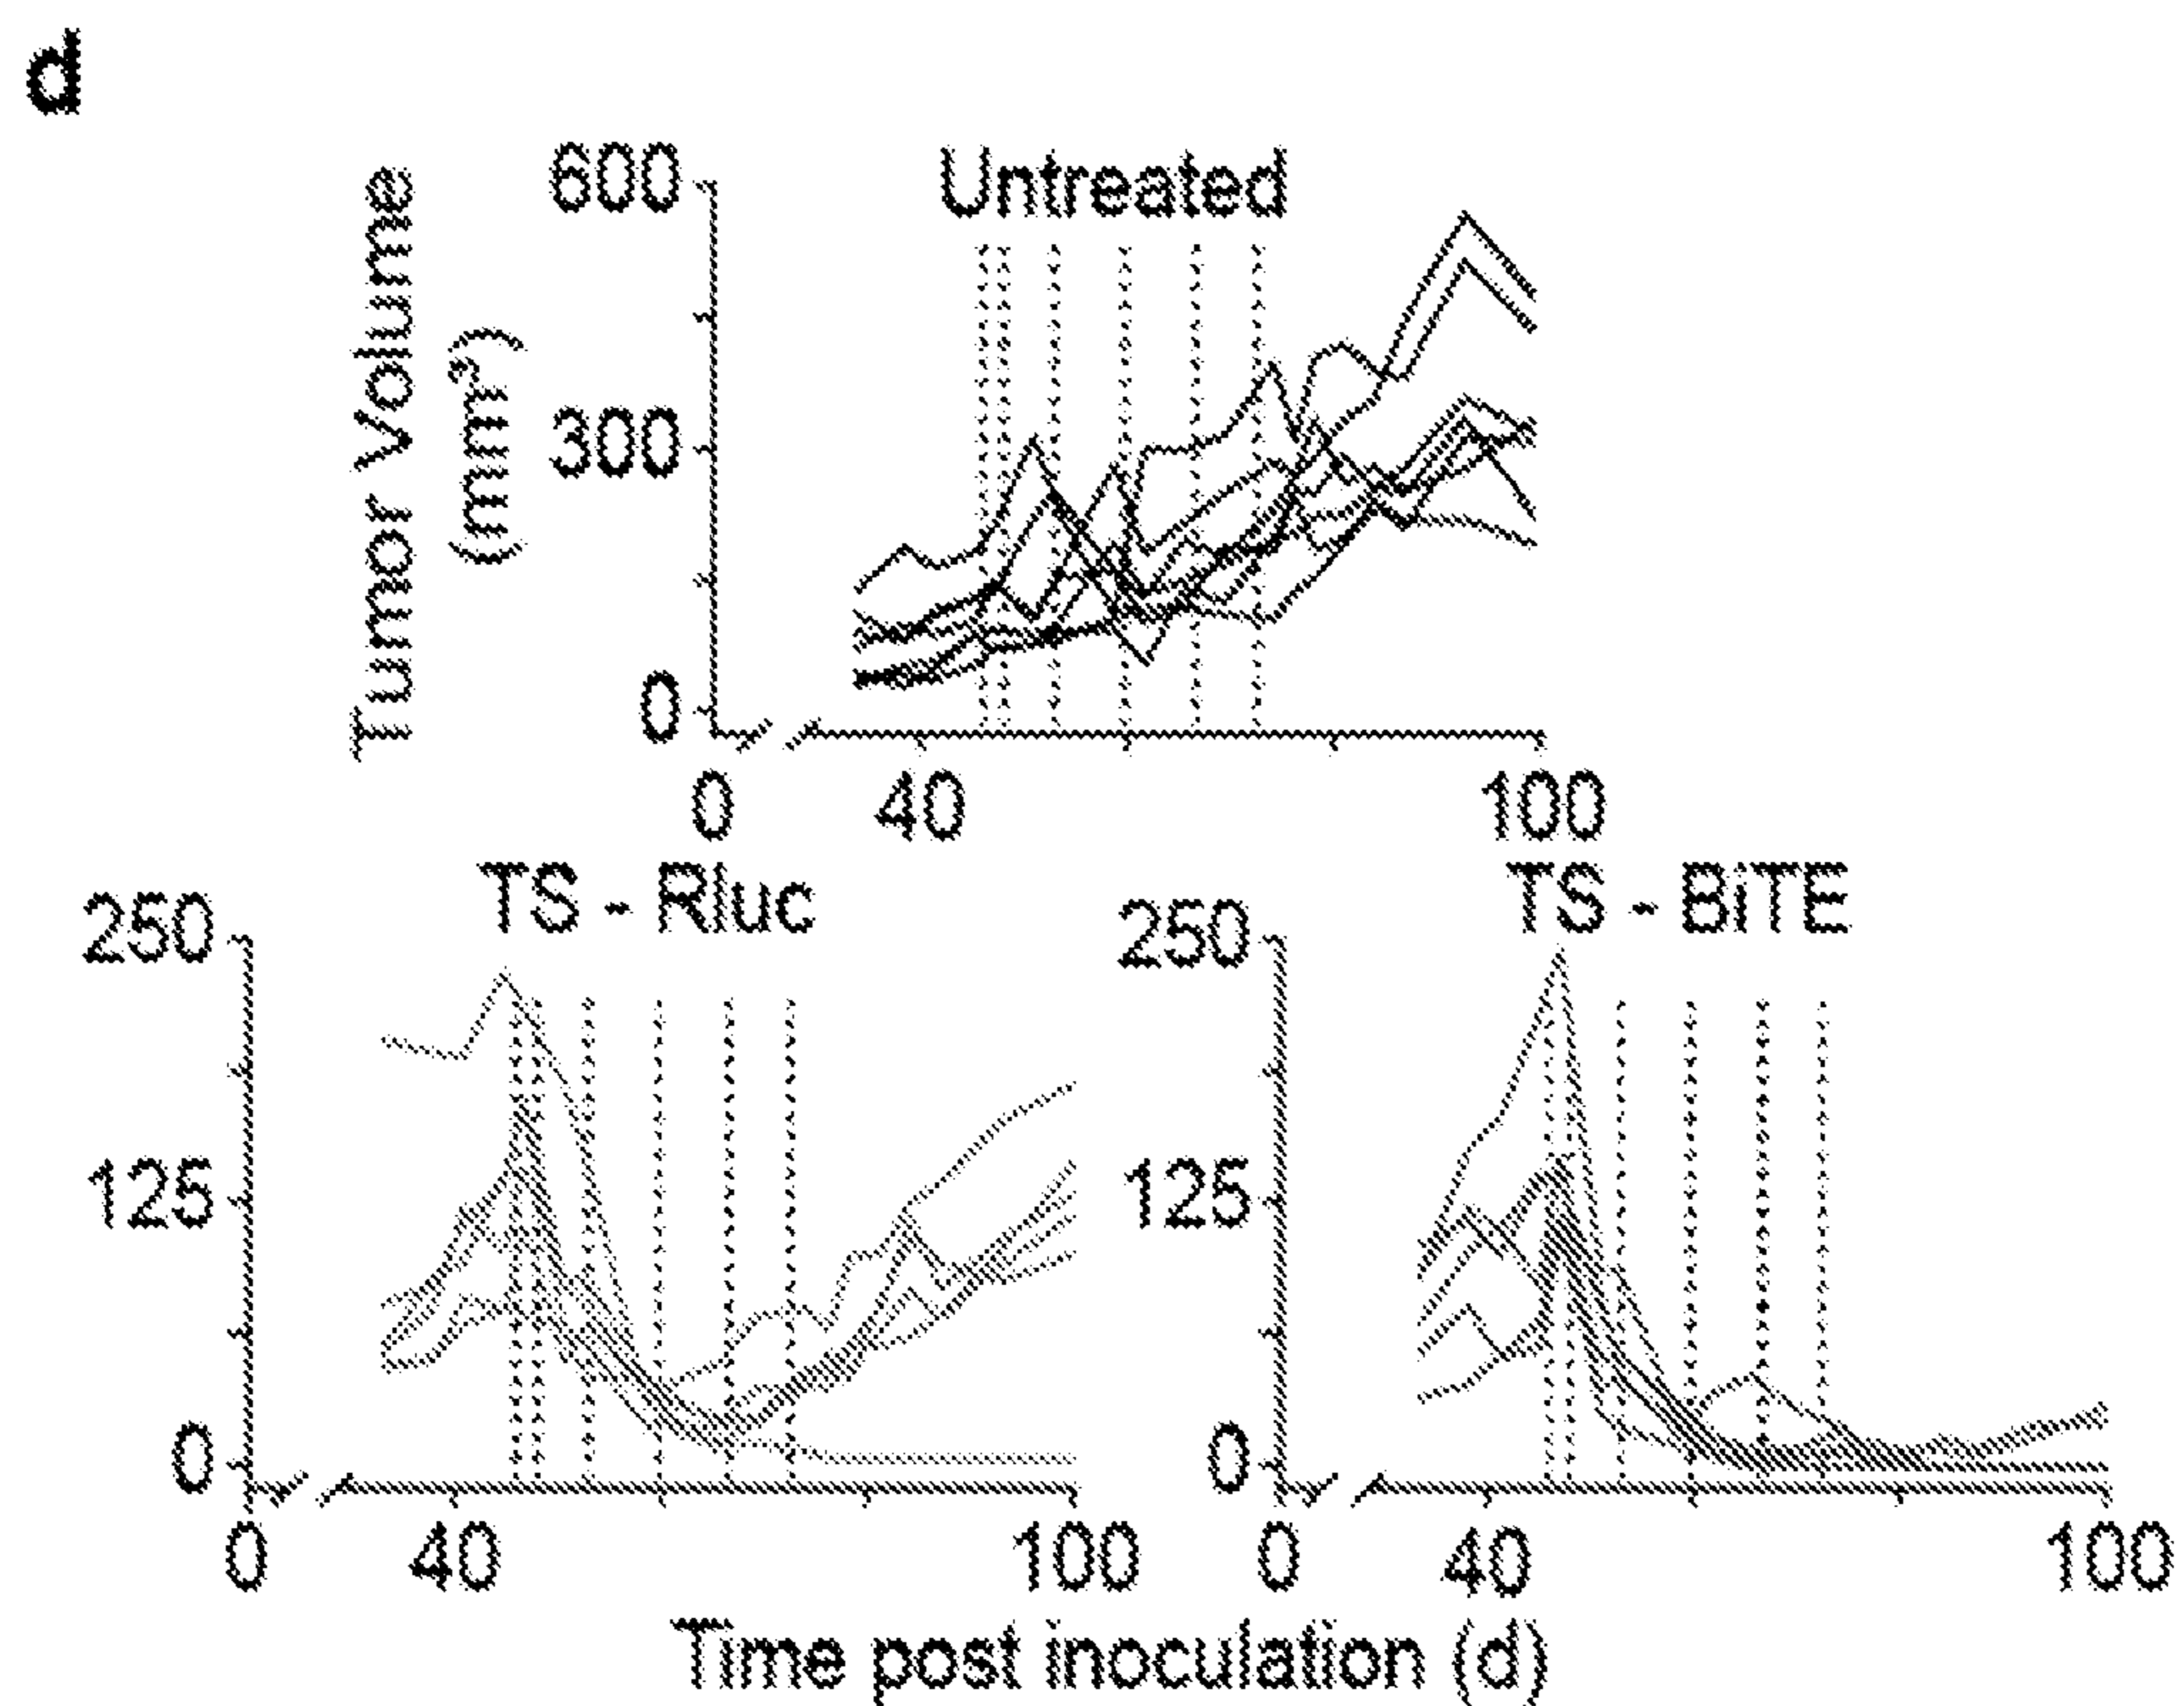 d
Untreated
Tumor Volume
(mm³)
600
300
0
0 40 100
TS - Rluc
250
125
0
0 40 100
TS - BiTE
250
125
0
0 40 100
Time post inoculation (d)